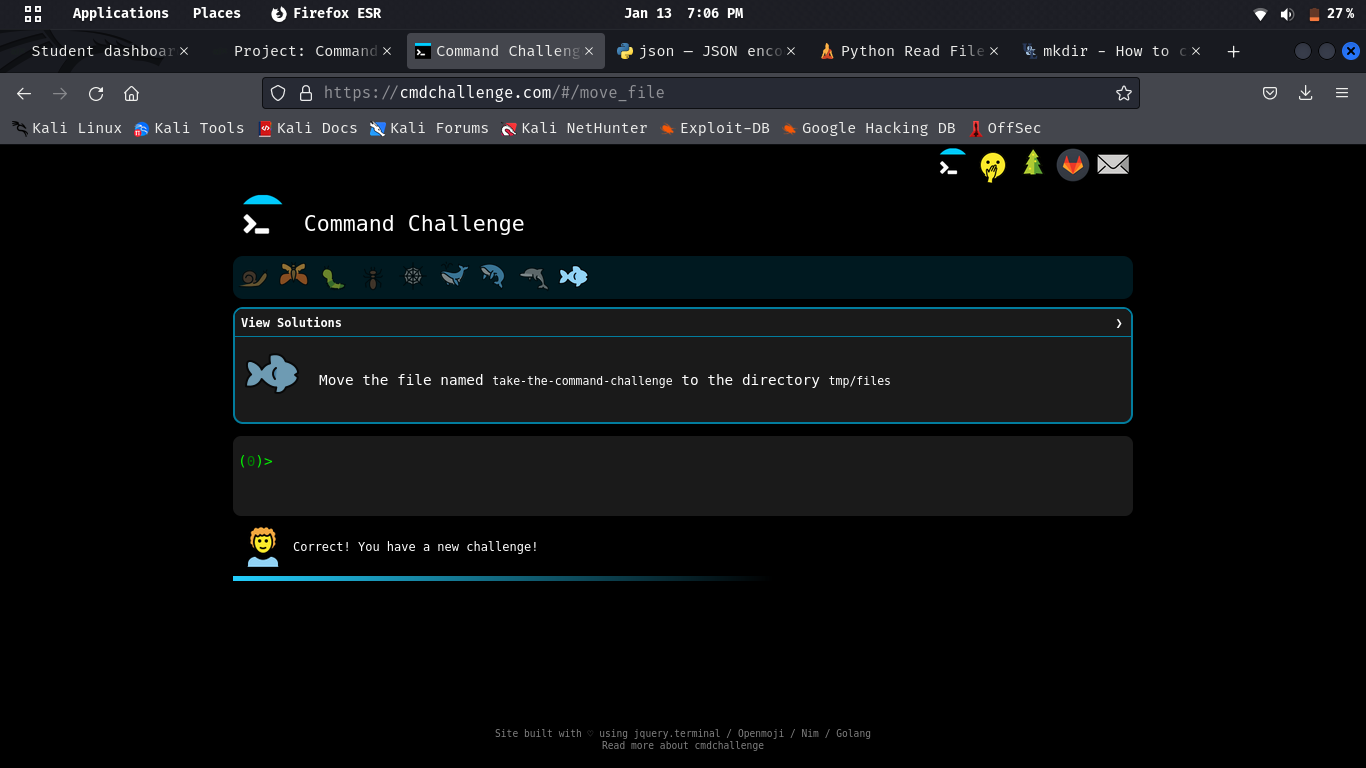 Applications Places Firefox ESR Jan 13 7:06 PM 27%
Student dashboar Project: Command Command Challeng json — JSON enco Python Read File mkdir - How to c
https://cmdchallenge.com/#/move_file
Kali Linux Kali Tools Kali Docs Kali Forums Kali NetHunter Exploit-DB Google Hacking DB OffSec
Command Challenge
View Solutions ❯
Move the file named take-the-command-challenge to the directory tmp/files
(0)>
Correct! You have a new challenge!
Site built with ♡ using jquery.terminal / Openmoji / Nim / Golang
Read more about cmdchallenge